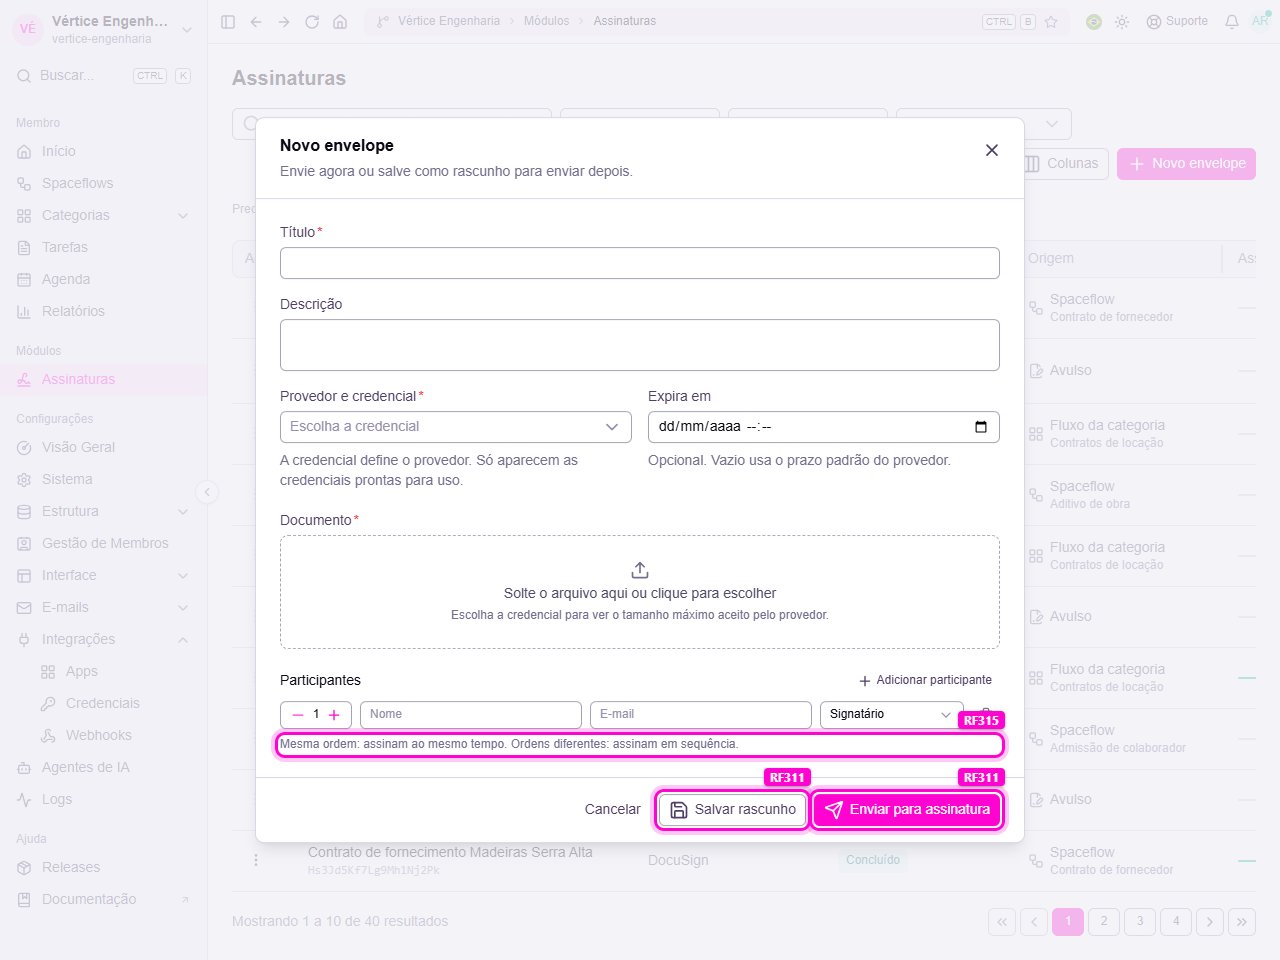 VÉ
Vértice Engenh...
vertice-engenharia
Vértice Engenharia
Módulos
Assinaturas
CTRL
B
Suporte
AR
Buscar...
CTRL
K
Membro
Início
Spaceflows
Categorias
Tarefas
Agenda
Relatórios
Módulos
Assinaturas
Configurações
Visão Geral
Sistema
Estrutura
Gestão de Membros
Interface
E-mails
Integrações
Apps
Credenciais
Webhooks
Agentes de IA
Logs
Ajuda
Releases
Documentação
Assinaturas
Colunas
Novo envelope
Origem
Spaceflow
Contrato de fornecedor
Avulso
Fluxo da categoria
Contratos de locação
Spaceflow
Aditivo de obra
Fluxo da categoria
Contratos de locação
Avulso
Fluxo da categoria
Contratos de locação
Spaceflow
Admissão de colaborador
Avulso
Novo envelope
Envie agora ou salve como rascunho para enviar depois.
Título*
Descrição
Provedor e credencial*
Expira em
Escolha a credencial
dd/mm/aaaa --:--
A credencial define o provedor. Só aparecem as
credenciais prontas para uso.
Opcional. Vazio usa o prazo padrão do provedor.
Documento*
Solte o arquivo aqui ou clique para escolher
Escolha a credencial para ver o tamanho máximo aceito pelo provedor.
Participantes
Adicionar participante
1
Nome
E-mail
Signatário
RF315
Mesma ordem: assinam ao mesmo tempo. Ordens diferentes: assinam em sequência.
RF311
RF311
Cancelar
Salvar rascunho
Enviar para assinatura
Contrato de fornecimento Madeiras Serra Alta
DocuSign
Concluído
Spaceflow
Contrato de fornecedor
Mostrando 1 a 10 de 40 resultados
1
2
3
4